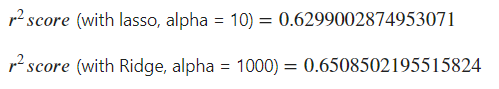 r² score (with lasso, alpha = 10) = 0.6299002874953071
r² score (with Ridge, alpha = 1000) = 0.6508502195515824